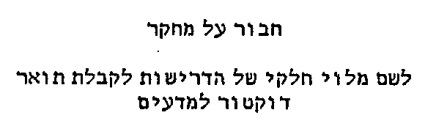 חבור על מחקר
לשם מלוי חלקי של הדרישות לקבלת תואר
דוקטור למדעים